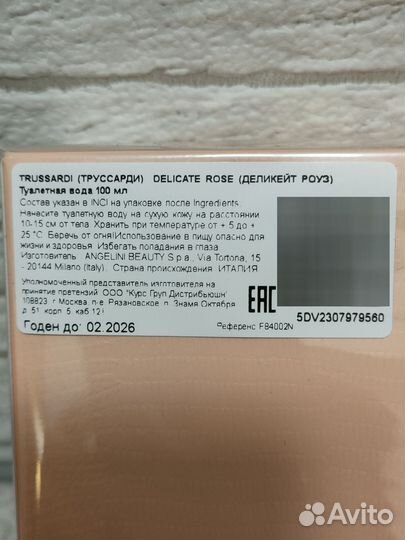 TRUSSARDI (ТРУССАРДИ) DELICATE ROSE (ДЕЛИКЕЙТ РОУЗ)
Туалетная вода 100 мл
Состав указан в INCI на упаковке после Ingredients.
Нанесите туалетную воду на сухую кожу на расстоянии
10-15 см от тела. Хранить при температуре от + 5 до +
25 °C. Беречь от огня!Использование в пищу опасно для
жизни и здоровья. Избегать попадания в глаза.
Изготовитель: ANGELINI BEAUTY S.p.a., Via Tortona, 15
- 20144 Milano (Italy). Страна происхождения: ИТАЛИЯ
Уполномоченный представитель изготовителя на
принятие претензий: ООО "Курс Груп Дистрибьюшн"
108823, г. Москва, п-е Рязановское, п. Знамя Октября,
д. 51, корп. 5, каб.12
Годен до: 02.2026
Референс F84002N
EAC
5DV2307979560
Avito